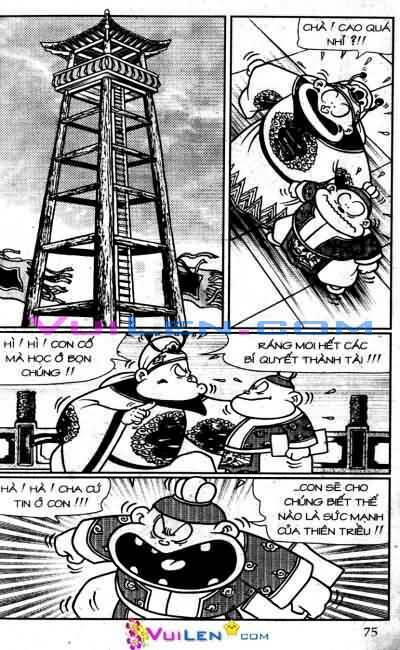 CHÀ! CAO QUÁ
NHỈ ?!!
VUILEN.COM
HÌ! HÌ! CON CỐ
MÀ HỌC Ở BỌN
CHÚNG !!
RÁNG MOI HẾT CÁC
BÍ QUYẾT THÀNH TÀI !!!
HÀ! HÀ! CHA CỨ
TIN Ở CON !!!
...CON SẼ CHO
CHÚNG BIẾT THẾ
NÀO LÀ SỨC MẠNH
CỦA THIÊN TRIỀU !!
75
VUILEN.COM